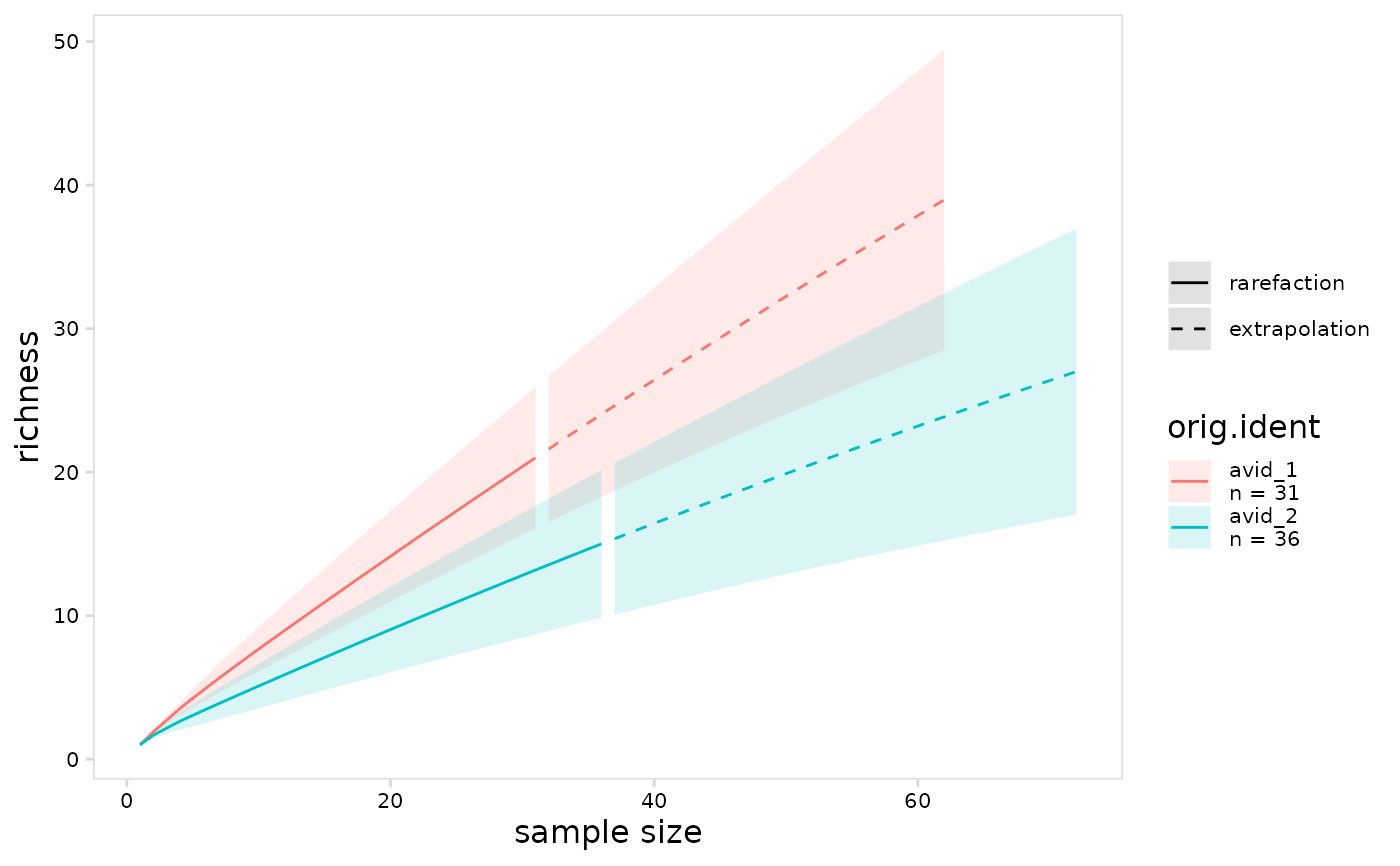 50
40
30
20
10
0
richness
0 20 40 60
sample size
rarefaction
extrapolation
orig.ident
avid_1
n = 31
avid_2
n = 36